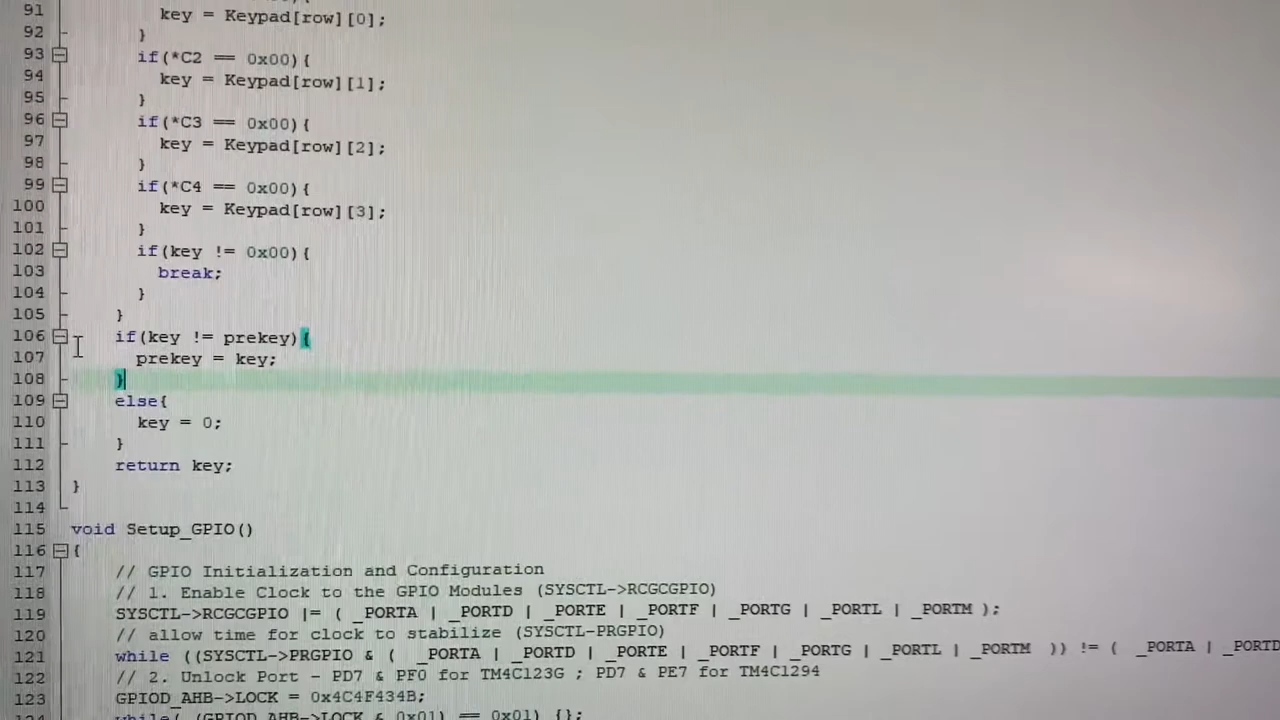 91 key = Keypad[row][0];
92 }
93 if(*C2 == 0x00){
94 key = Keypad[row][1];
95 }
96 if(*C3 == 0x00){
97 key = Keypad[row][2];
98 }
99 if(*C4 == 0x00){
100 key = Keypad[row][3];
101 }
102 if(key != 0x00){
103 break;
104 }
105 }
106 if(key != prekey){
107 prekey = key;
108 }
109 else{
110 key = 0;
111 }
112 return key;
113 }
114
115 void Setup_GPIO()
116 {
117 // GPIO Initialization and Configuration
118 // 1. Enable Clock to the GPIO Modules (SYSCTL->RCGCGPIO)
119 SYSCTL->RCGCGPIO |= ( _PORTA | _PORTD | _PORTE | _PORTF | _PORTG | _PORTL | _PORTM );
120 // allow time for clock to stabilize (SYSCTL-PRGPIO)
121 while ((SYSCTL->PRGPIO & ( _PORTA | _PORTD | _PORTE | _PORTF | _PORTG | _PORTL | _PORTM )) != ( _PORTA | _PORTD
122 // 2. Unlock Port - PD7 & PF0 for TM4C123G ; PD7 & PE7 for TM4C1294
123 GPIOD_AHB->LOCK = 0x4C4F434B;
124 while( (GPIOD_AHB->LOCK & 0x01) == 0x01) {};